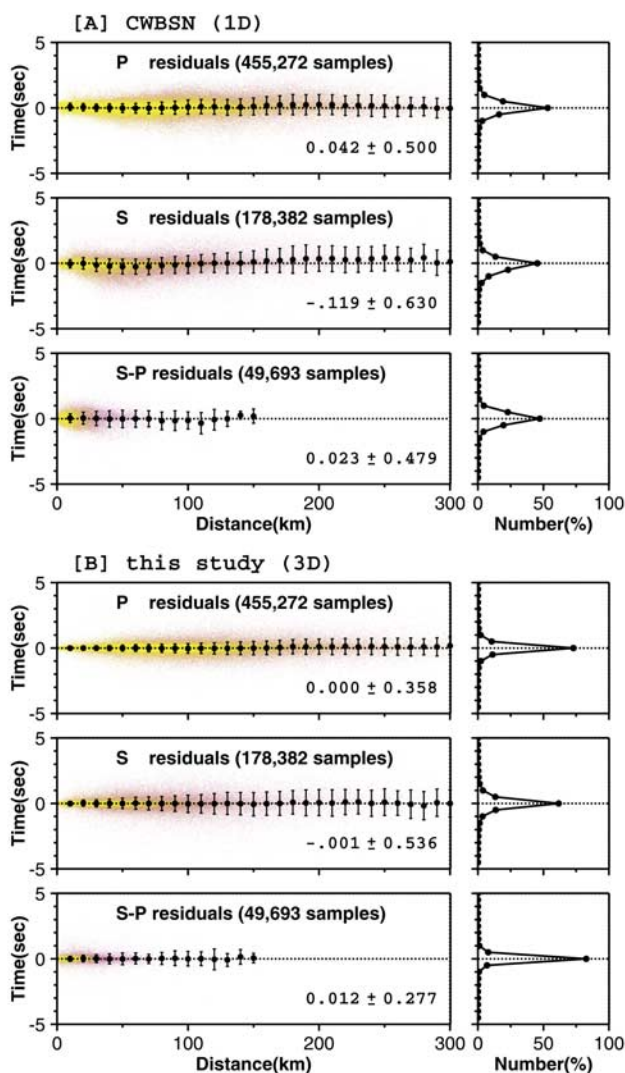 [A] CWBSN (1D)
5
P residuals (455,272 samples)
Time(sec)
0
0.042 ± 0.500
-5
5
S residuals (178,382 samples)
Time(sec)
0
-.119 ± 0.630
-5
5
S-P residuals (49,693 samples)
Time(sec)
0
0.023 ± 0.479
-5
0 100 200 300 0 50 100
Distance(km) Number(%)
[B] this study (3D)
5
P residuals (455,272 samples)
Time(sec)
0
0.000 ± 0.358
-5
5
S residuals (178,382 samples)
Time(sec)
0
-.001 ± 0.536
-5
5
S-P residuals (49,693 samples)
Time(sec)
0
0.012 ± 0.277
-5
0 100 200 300 0 50 100
Distance(km) Number(%)